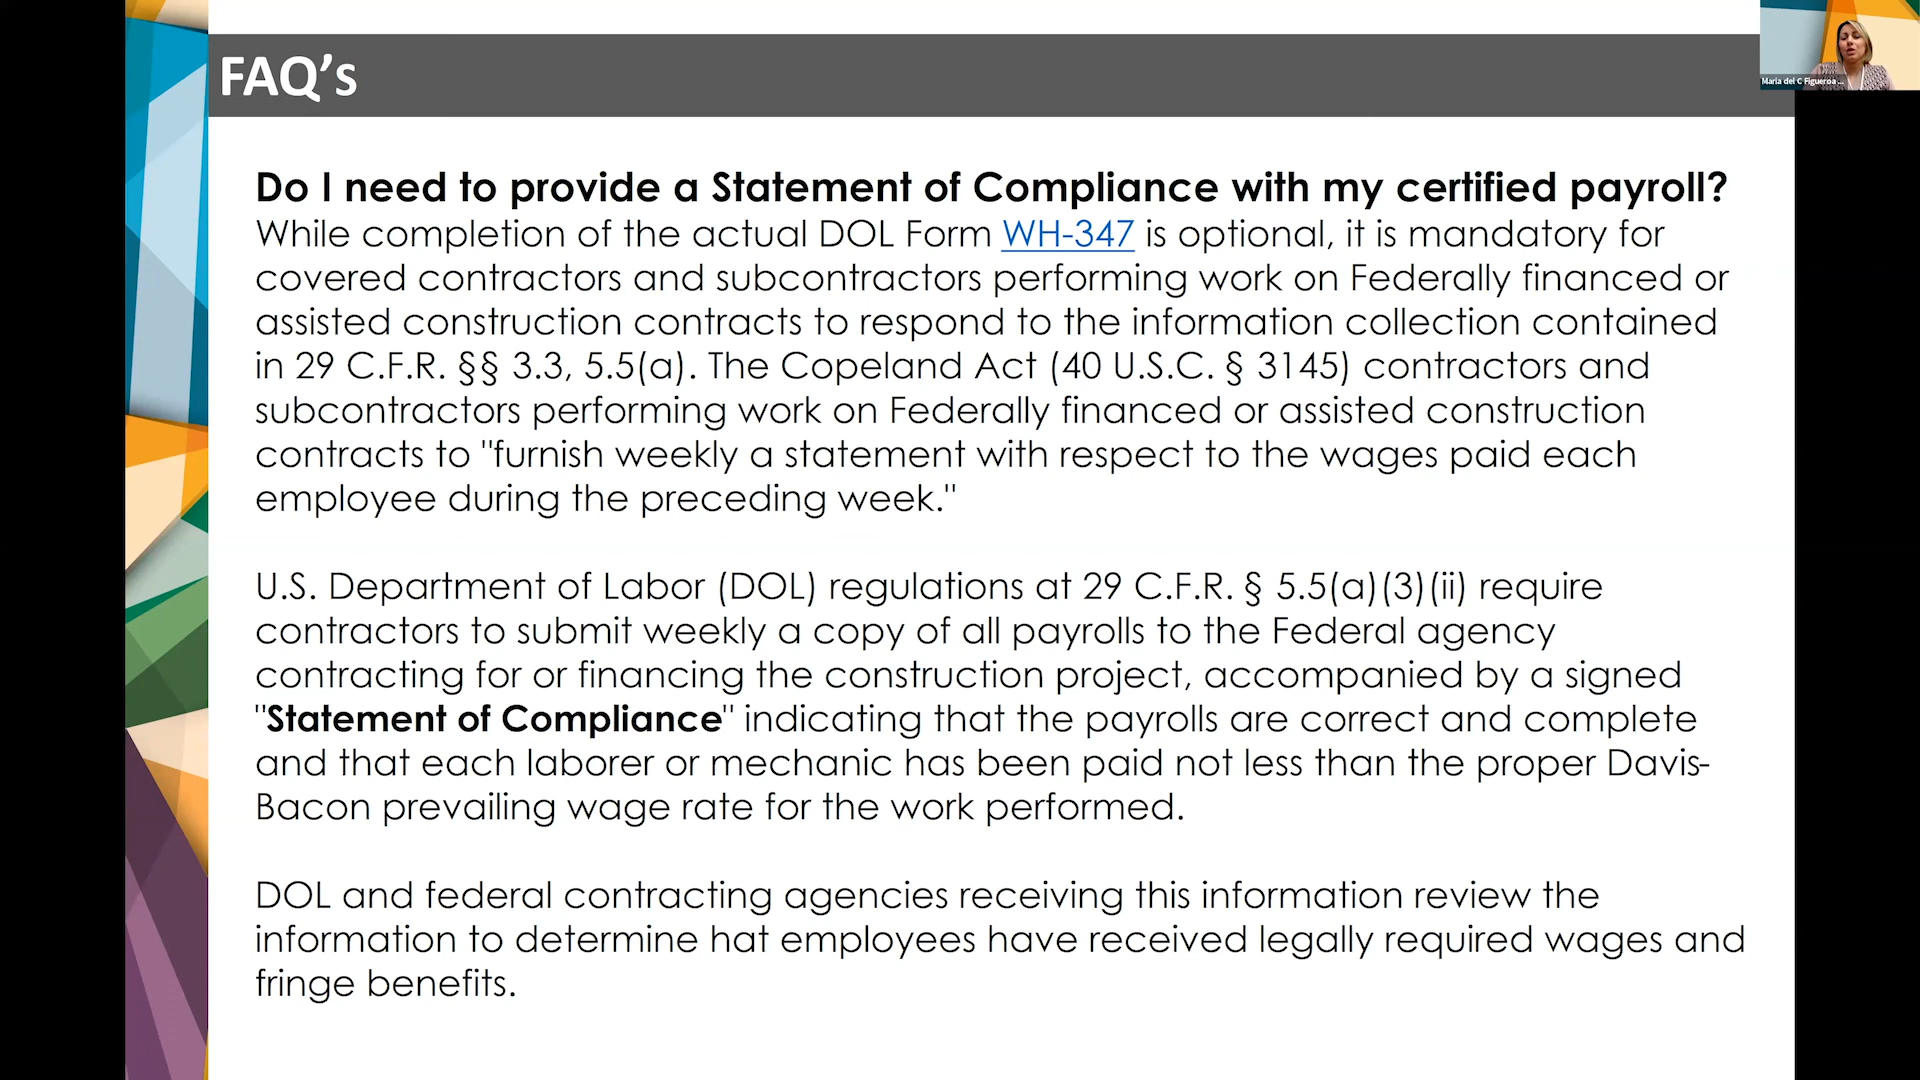 FAQ's
Maria del C Figueroa ...
Do I need to provide a Statement of Compliance with my certified payroll?
While completion of the actual DOL Form WH-347 is optional, it is mandatory for
covered contractors and subcontractors performing work on Federally financed or
assisted construction contracts to respond to the information collection contained
in 29 C.F.R. §§ 3.3, 5.5(a). The Copeland Act (40 U.S.C. § 3145) contractors and
subcontractors performing work on Federally financed or assisted construction
contracts to "furnish weekly a statement with respect to the wages paid each
employee during the preceding week."
U.S. Department of Labor (DOL) regulations at 29 C.F.R. § 5.5(a)(3)(ii) require
contractors to submit weekly a copy of all payrolls to the Federal agency
contracting for or financing the construction project, accompanied by a signed
"Statement of Compliance" indicating that the payrolls are correct and complete
and that each laborer or mechanic has been paid not less than the proper Davis-
Bacon prevailing wage rate for the work performed.
DOL and federal contracting agencies receiving this information review the
information to determine hat employees have received legally required wages and
fringe benefits.